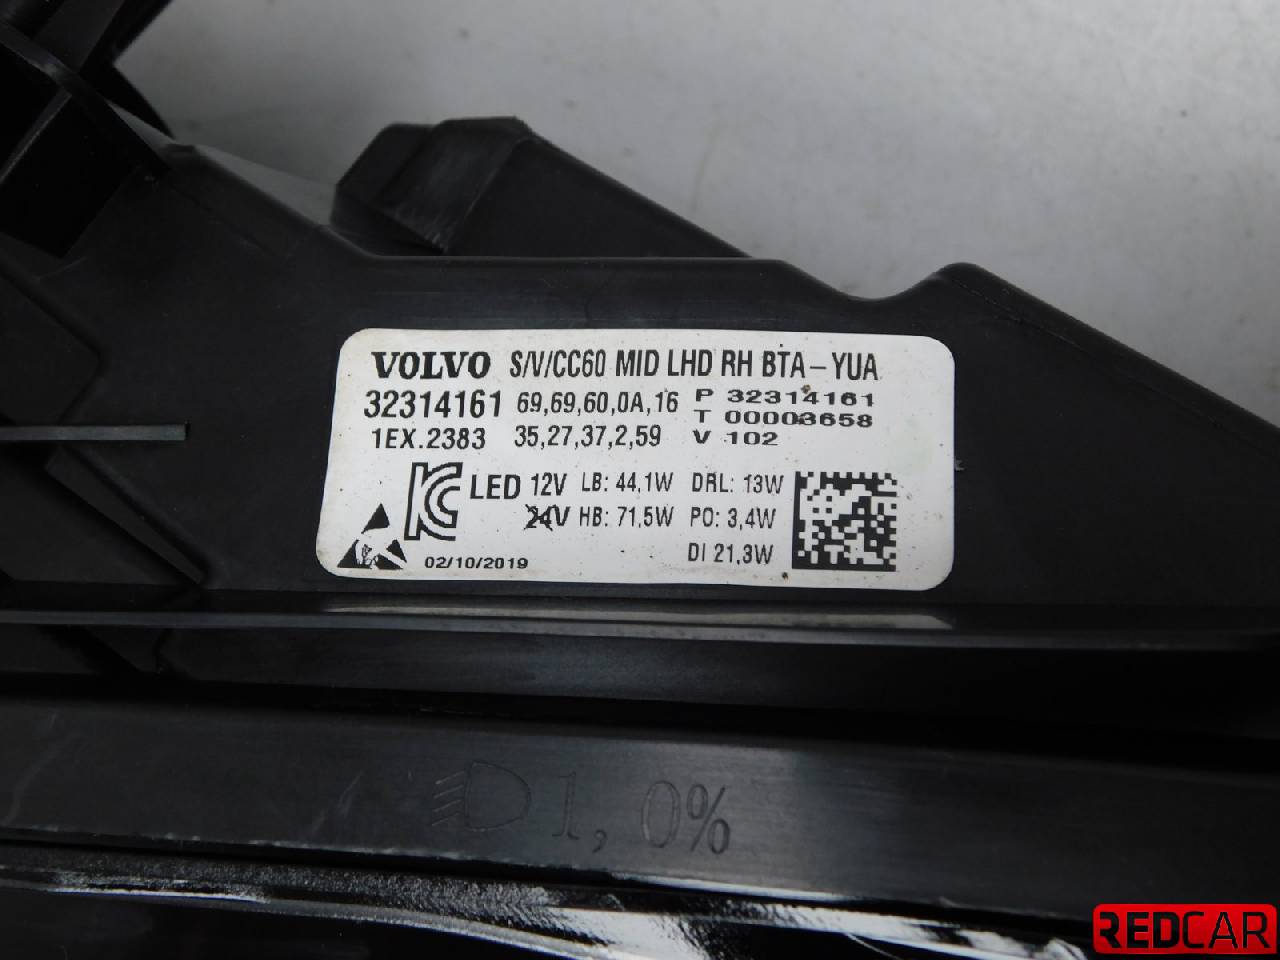 VOLVO S/V/CC60 MID LHD RH BTA-YUA
32314161 69,69,60,0A,16 P 32314161
T 00003658
1EX.2383 35,27,37,2,59 V 102
LED 12V LB: 44,1W DRL: 13W
24V HB: 71,5W PO: 3,4W
DI 21,3W
02/10/2019
1,0%
REDCAR